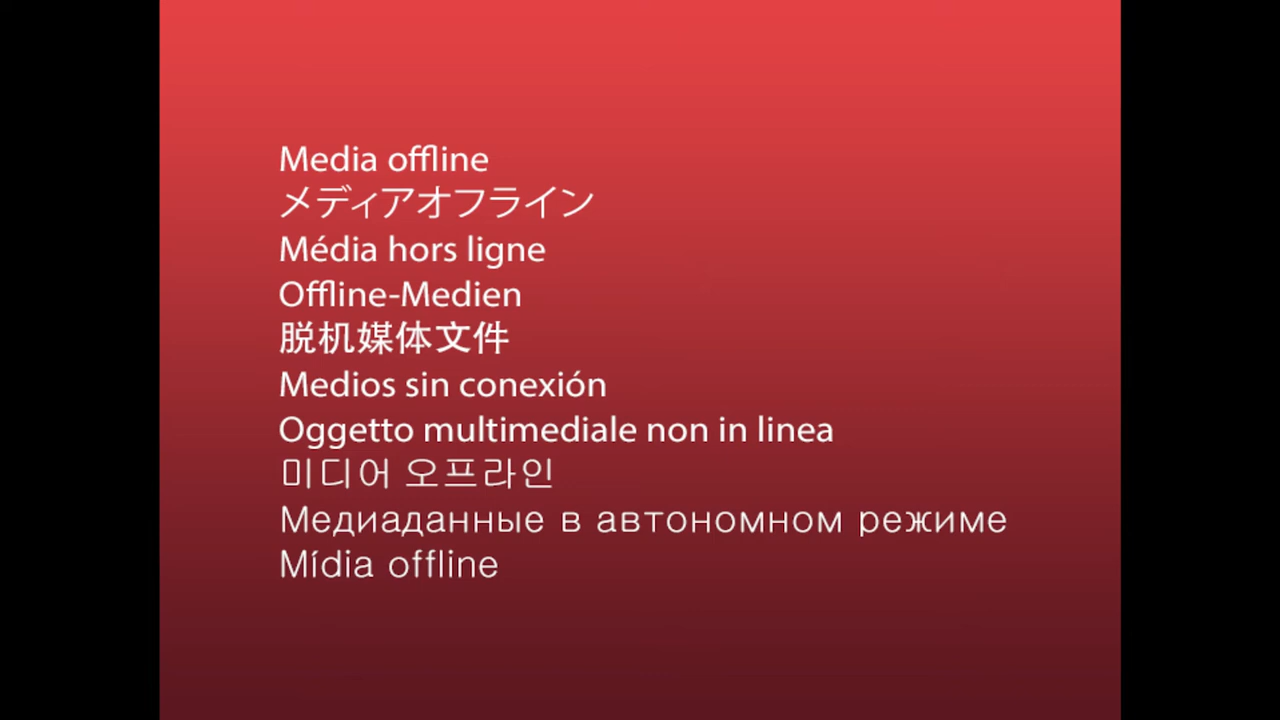 Media offline
メディアオフライン
Média hors ligne
Offline-Medien
脱机媒体文件
Medios sin conexión
Oggetto multimediale non in linea
미디어 오프라인
Медиаданные в автономном режиме
Mídia offline